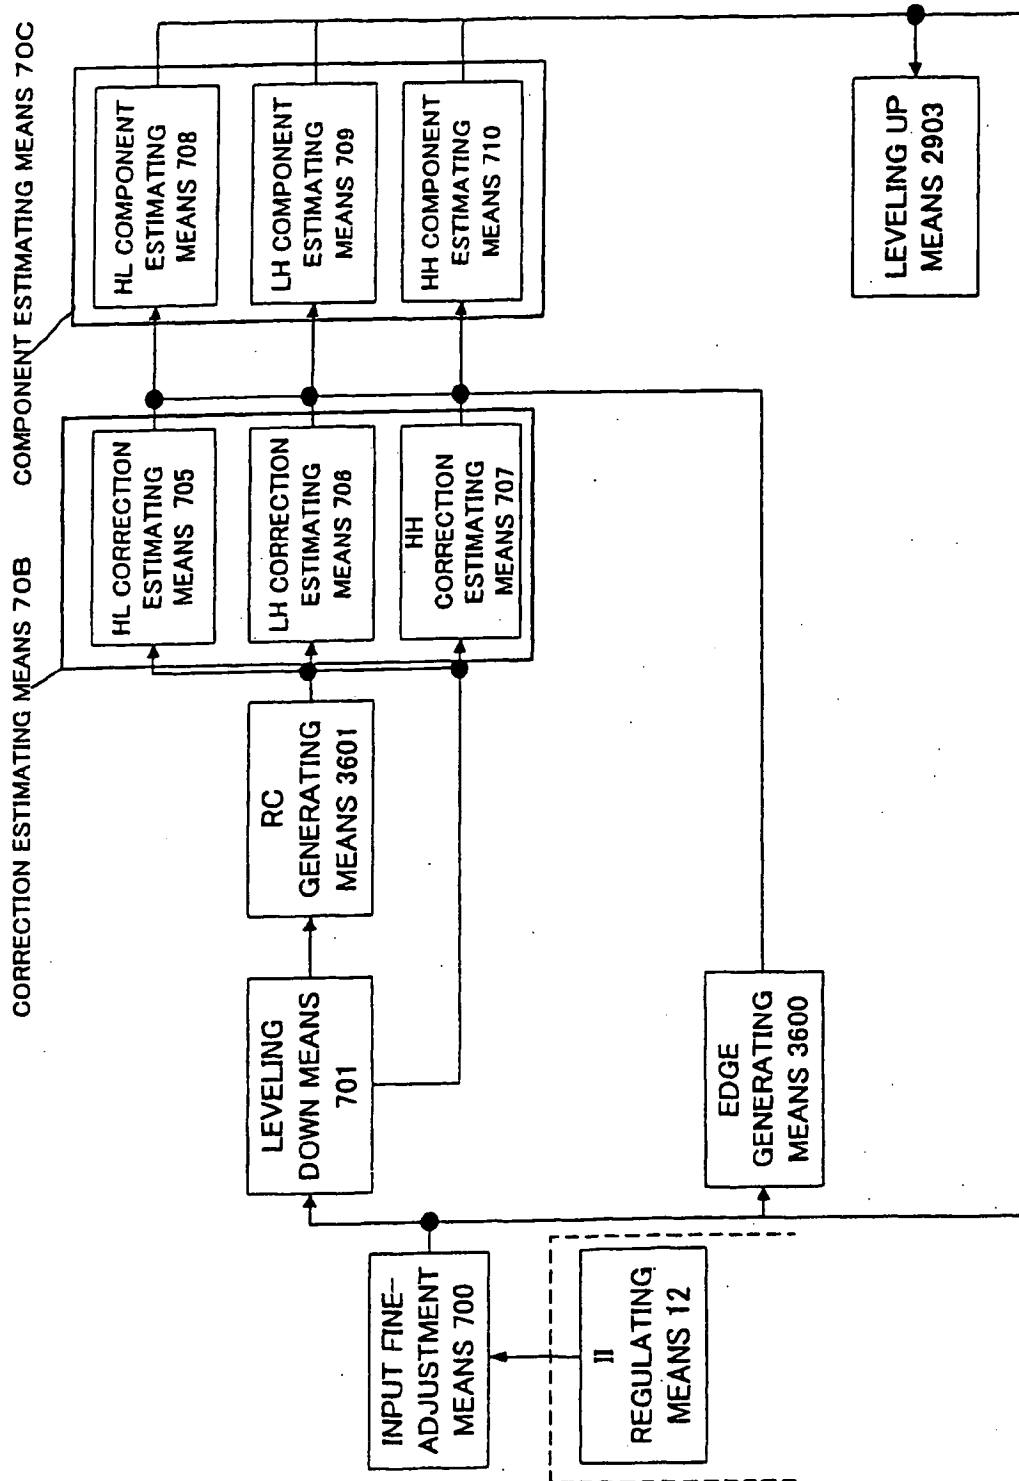 CORRECTION ESTIMATING MEANS 70B
COMPONENT ESTIMATING MEANS 70C
INPUT FINE-
ADJUSTMENT
MEANS 700
II
REGULATING
MEANS 12
LEVELING
DOWN MEANS
701
RC
GENERATING
MEANS 3601
EDGE
GENERATING
MEANS 3600
HL CORRECTION
ESTIMATING
MEANS 705
LH CORRECTION
ESTIMATING
MEANS 708
HH
CORRECTION
ESTIMATING
MEANS 707
HL COMPONENT
ESTIMATING
MEANS 708
LH COMPONENT
ESTIMATING
MEANS 709
HH COMPONENT
ESTIMATING
MEANS 710
LEVELING UP
MEANS 2903